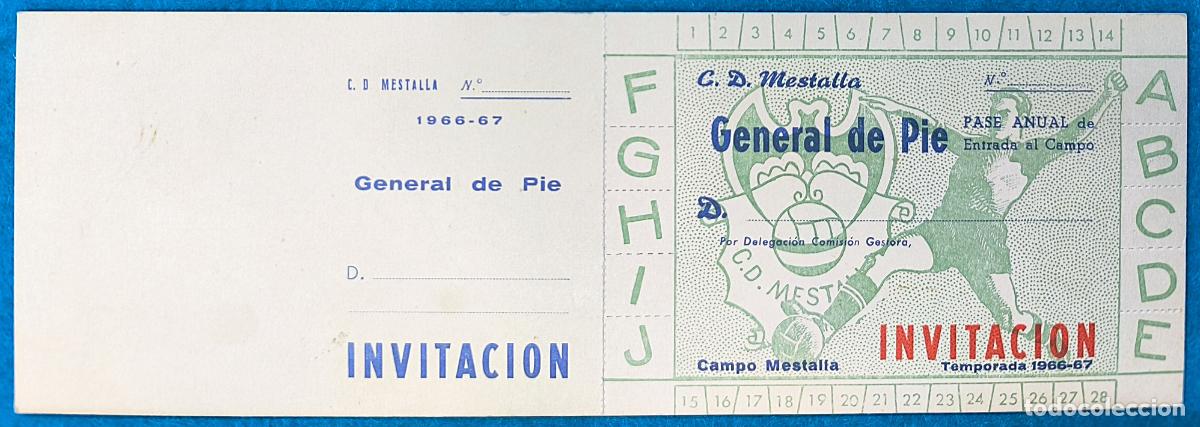 C. D MESTALLA N.º
1966-67
General de Pie
D.
INVITACION
1 2 3 4 5 6 7 8 9 10 11 12 13 14
F
G
H
I
J
C. D. Mestalla N.º
General de Pie
PASE ANUAL de
Entrada al Campo
D.
Por Delegación Comisión Gestora,
C.D. MESTA
INVITACION
Campo Mestalla Temporada 1966-67
A
B
C
D
E
15 16 17 18 19 20 21 22 23 24 25 26 27 28
todocoleccion